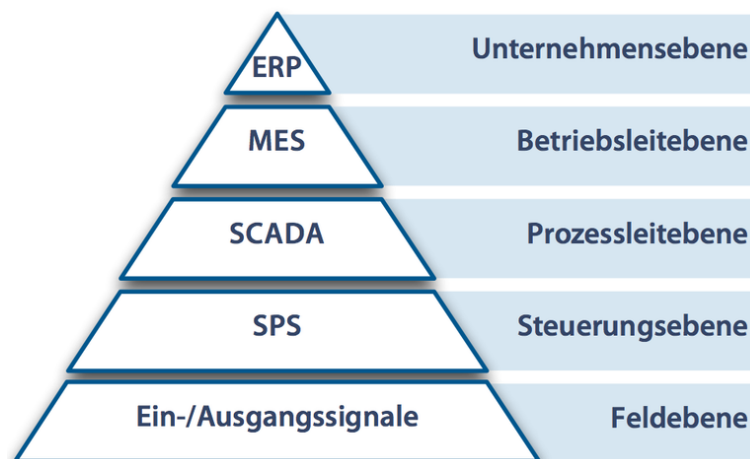 ERP Unternehmensebene
MES Betriebsleitebene
SCADA Prozessleitebene
SPS Steuerungsebene
Ein-/Ausgangssignale Feldebene